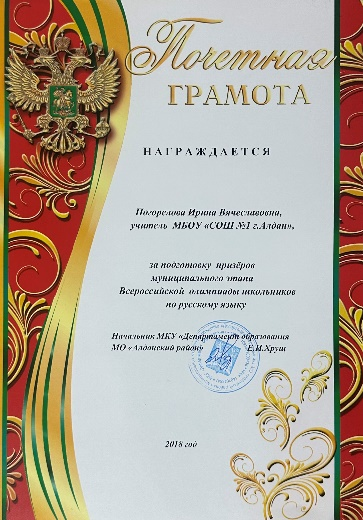 Почетная
ГРАМОТА
НАГРАЖДАЕТСЯ
Погорелова Ирина Вячеславовна,
учитель МБОУ «СОШ №1 г.Алдан»,
за подготовку призёров
муниципального этапа
Всероссийской олимпиады школьников
по русскому языку
Начальник МКУ «Департамент образования
МО «Алданский район» Е.И.Хруш
2018 год